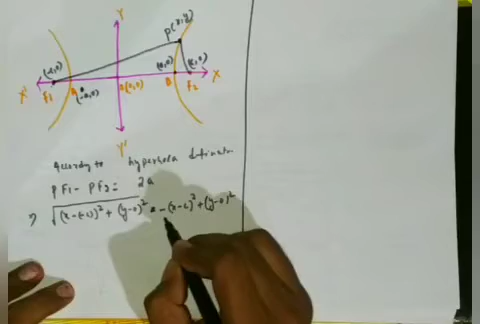 Y
P(x,y)
(-c,0) (a,0) (c,0)
X' F1 A (-a,0) O(0,0) B F2 X
Y'
According to hyperbola definition
PF1 - PF2 = 2a
⇒ √(x-(-c))² + (y-0)² - (x-c)² + (y-0)²